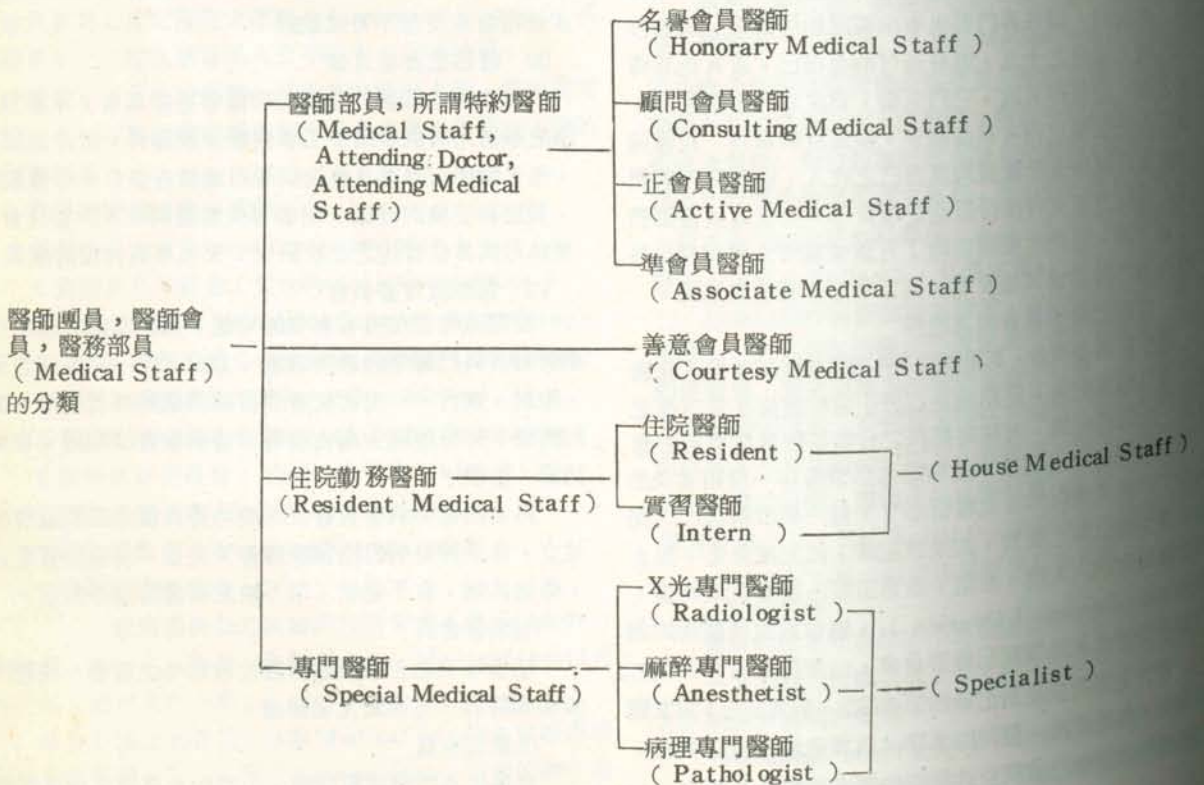 醫師團員，醫師會
員，醫務部員
( Medical Staff )
的分類
醫師部員，所謂特約醫師
( Medical Staff,
Attending: Doctor,
Attending Medical
Staff )
名譽會員醫師
( Honorary Medical Staff )
顧問會員醫師
( Consulting Medical Staff )
正會員醫師
( Active Medical Staff )
準會員醫師
( Associate Medical Staff )
善意會員醫師
( Courtesy Medical Staff )
住院勤務醫師
(Resident Medical Staff)
住院醫師
( Resident )
實習醫師
( Intern )
( House Medical Staff )
專門醫師
( Special Medical Staff)
X光專門醫師
( Radiologist )
麻醉專門醫師
( Anesthetist )
病理專門醫師
( Pathologist )
( Specialist )